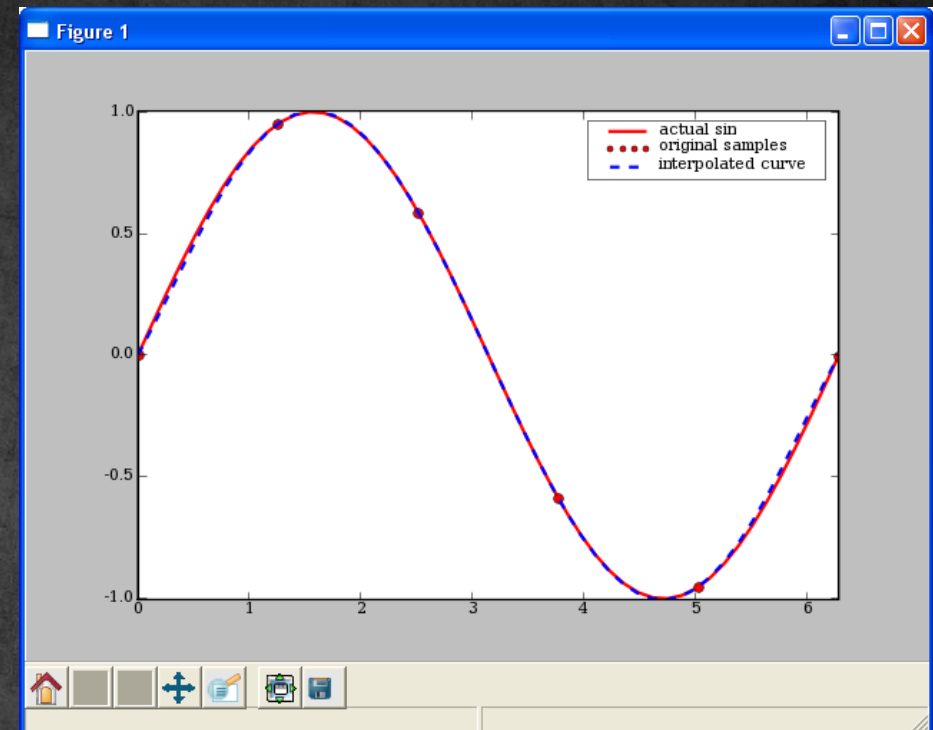 Figure 1
1.0
0.5
0.0
-0.5
-1.0
actual sin
original samples
interpolated curve
0 1 2 3 4 5 6